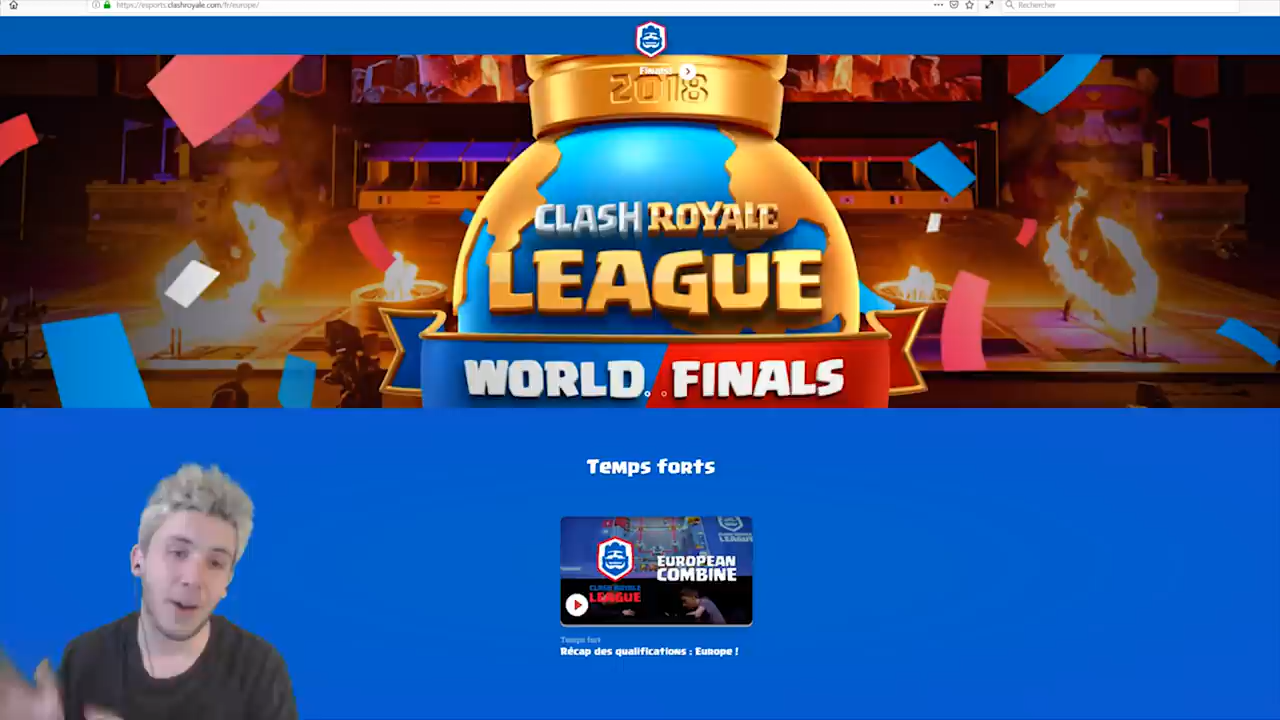 https://esports.clashroyale.com/fr/europe/
Rechercher
Finals!
2018
CLASH ROYALE
LEAGUE
WORLD FINALS
Temps forts
CLASH ROYALE
LEAGUE
EUROPEAN
COMBINE
Temps fort
Récap des qualifications : Europe !